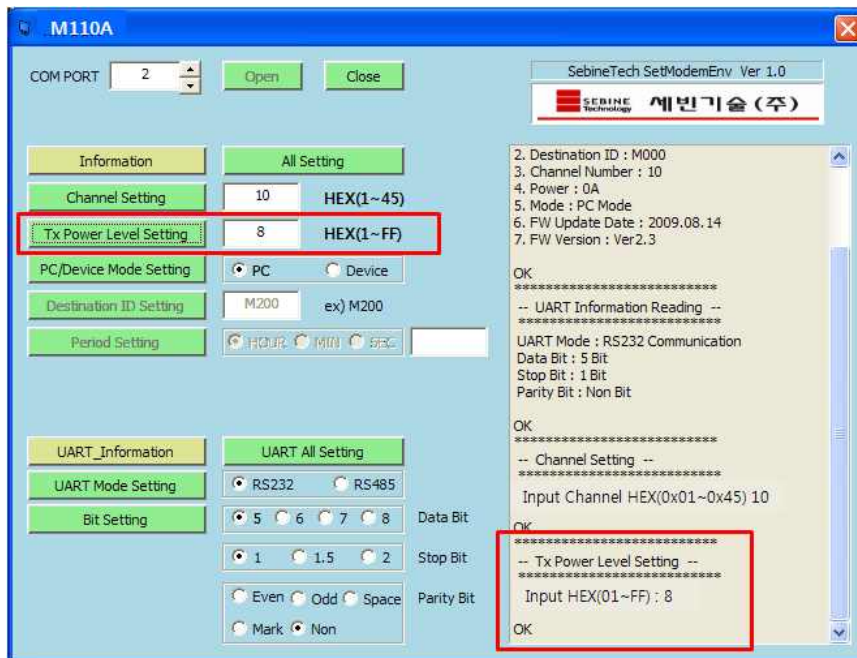 M110A
COM PORT 2 Open Close
SebineTech SetModemEnv Ver 1.0
SEBINE Technology 세빈기술(주)
Information All Setting
Channel Setting 10 HEX(1~45)
Tx Power Level Setting 8 HEX(1~FF)
PC/Device Mode Setting PC Device
Destination ID Setting M200 ex) M200
Period Setting HOUR MIN SEC
UART_Information UART All Setting
UART Mode Setting RS232 RS485
Bit Setting 5 6 7 8 Data Bit
1 1.5 2 Stop Bit
Even Odd Space Parity Bit
Mark Non
2. Destination ID : M000
3. Channel Number : 10
4. Power : 0A
5. Mode : PC Mode
6. FW Update Date : 2009.08.14
7. FW Version : Ver2.3
OK
**************************
-- UART Information Reading --
**************************
UART Mode : RS232 Communication
Data Bit : 5 Bit
Stop Bit : 1 Bit
Parity Bit : Non Bit
OK
**************************
-- Channel Setting --
**************************
Input Channel HEX(0x01~0x45) 10
OK
**************************
-- Tx Power Level Setting --
**************************
Input HEX(01~FF) : 8
OK